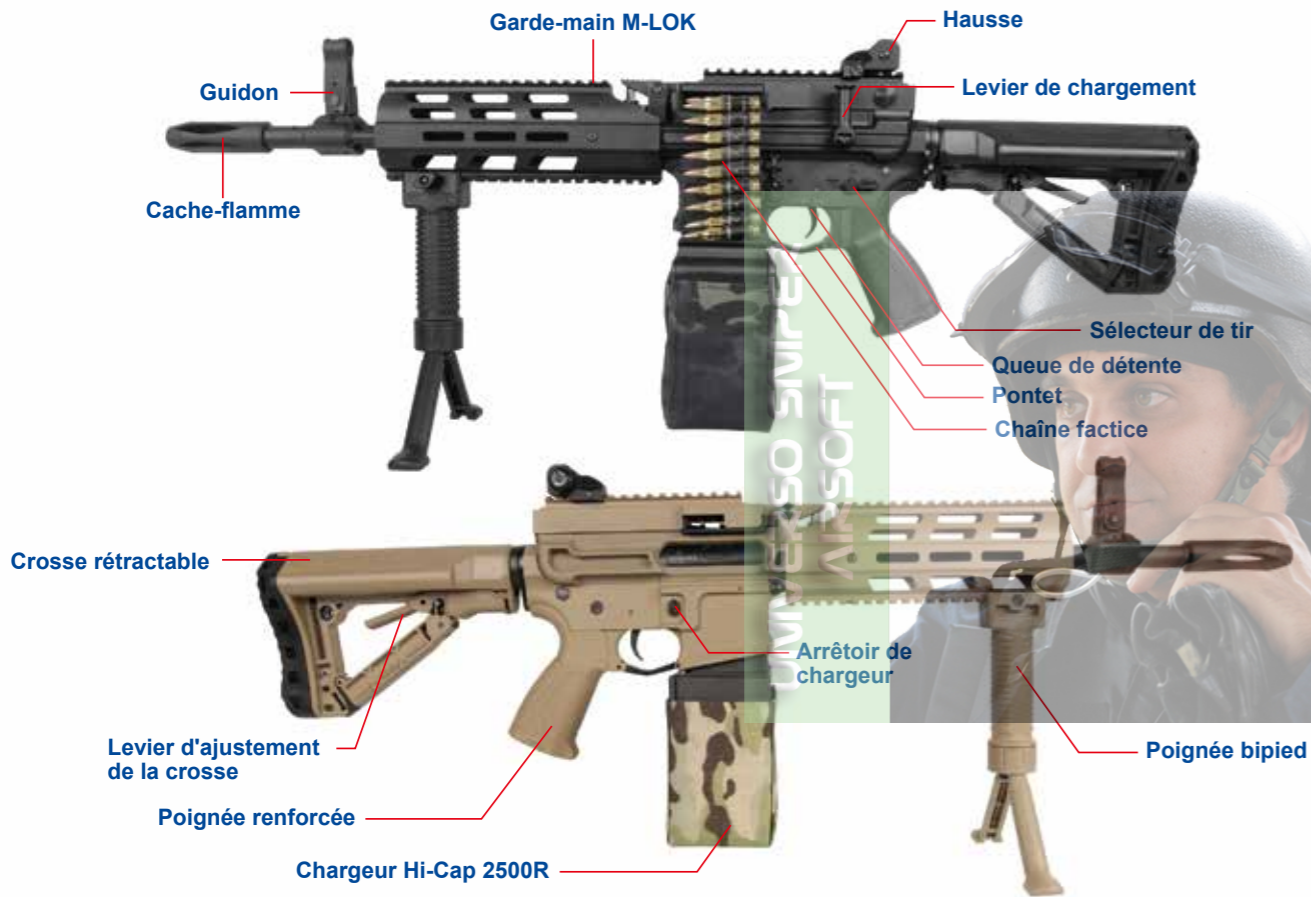 Garde-main M-LOK
Hausse
Guidon
Levier de chargement
Cache-flamme
Sélecteur de tir
Queue de détente
Pontet
Chaîne factice
UNIVERSO SNIPER
AIRSOFT
Crosse rétractable
Arrêtoir de
chargeur
Levier d'ajustement
de la crosse
Poignée bipied
Poignée renforcée
Chargeur Hi-Cap 2500R